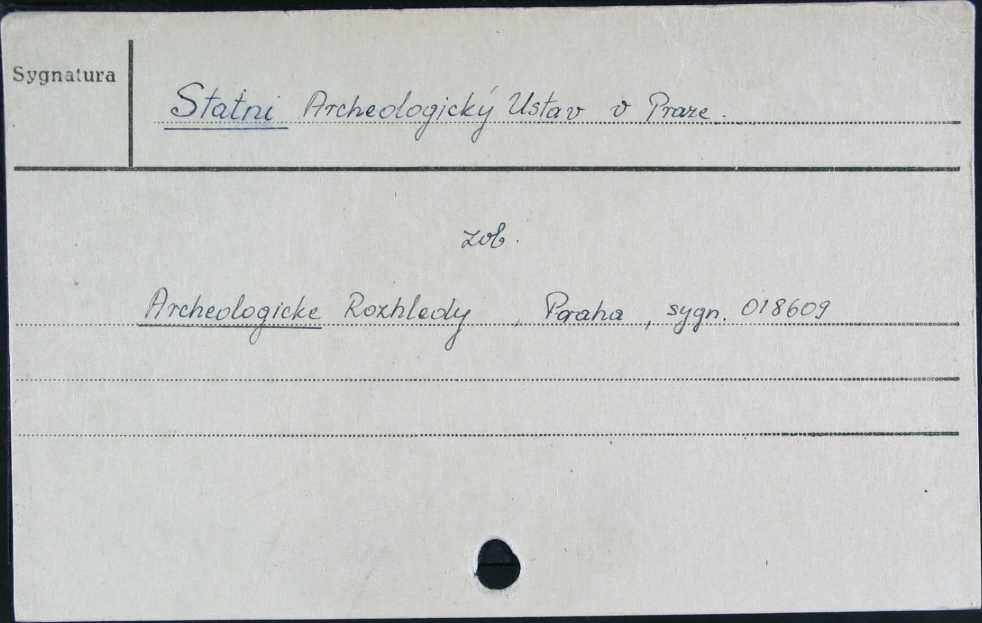 Sygnatura
Statni Archeologický Ustav v Praze.
zob.
Archeologicke Rozhledy, Praha, sygn. 018609